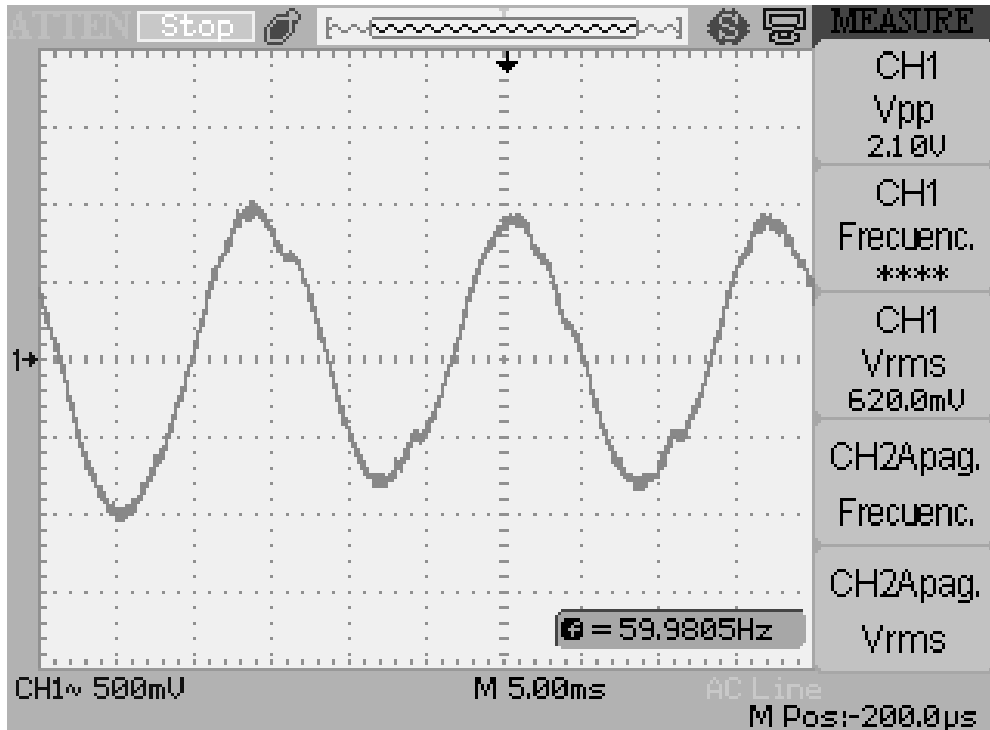 ATTEN Stop MEASURE
CH1
Vpp
2.10V
CH1
Frecuenc.
****
CH1
Vrms
620.0mV
CH2Apag.
Frecuenc.
CH2Apag.
Vrms
1
f = 59.9805Hz
CH1~ 500mV M 5.00ms AC Line
M Pos:-200.0µs